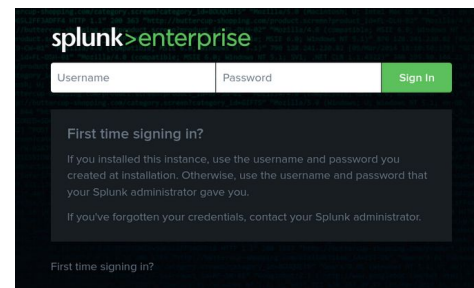 splunk>enterprise
Username Password Sign In
First time signing in?
If you installed this instance, use the username and password you
created at installation. Otherwise, use the username and password that
your Splunk administrator gave you.
If you've forgotten your credentials, contact your Splunk administrator.
First time signing in?